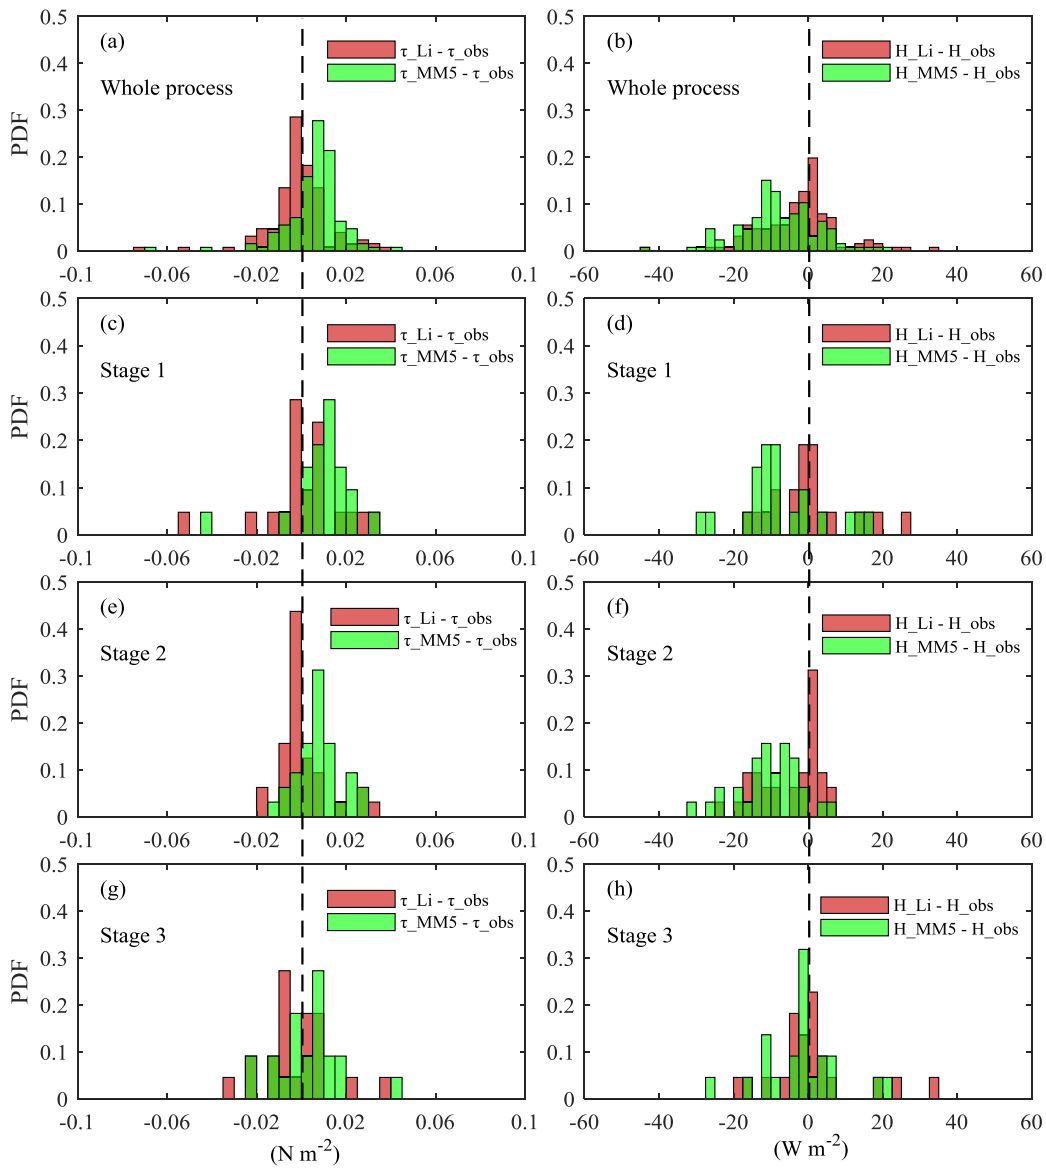 0.5
0.4
0.3
0.2
0.1
0
PDF
(a)
Whole process
τ_Li - τ_obs
τ_MM5 - τ_obs
-0.1 -0.06 -0.02 0.02 0.06 0.1
0.5
0.4
0.3
0.2
0.1
0
(b)
Whole process
H_Li - H_obs
H_MM5 - H_obs
-60 -40 -20 0 20 40 60
0.5
0.4
0.3
0.2
0.1
0
PDF
(c)
Stage 1
τ_Li - τ_obs
τ_MM5 - τ_obs
-0.1 -0.06 -0.02 0.02 0.06 0.1
0.5
0.4
0.3
0.2
0.1
0
(d)
Stage 1
H_Li - H_obs
H_MM5 - H_obs
-60 -40 -20 0 20 40 60
0.5
0.4
0.3
0.2
0.1
0
PDF
(e)
Stage 2
τ_Li - τ_obs
τ_MM5 - τ_obs
-0.1 -0.06 -0.02 0.02 0.06 0.1
0.5
0.4
0.3
0.2
0.1
0
(f)
Stage 2
H_Li - H_obs
H_MM5 - H_obs
-60 -40 -20 0 20 40 60
0.5
0.4
0.3
0.2
0.1
0
PDF
(g)
Stage 3
τ_Li - τ_obs
τ_MM5 - τ_obs
-0.1 -0.06 -0.02 0.02 0.06 0.1
(N m⁻²)
0.5
0.4
0.3
0.2
0.1
0
(h)
Stage 3
H_Li - H_obs
H_MM5 - H_obs
-60 -40 -20 0 20 40 60
(W m⁻²)